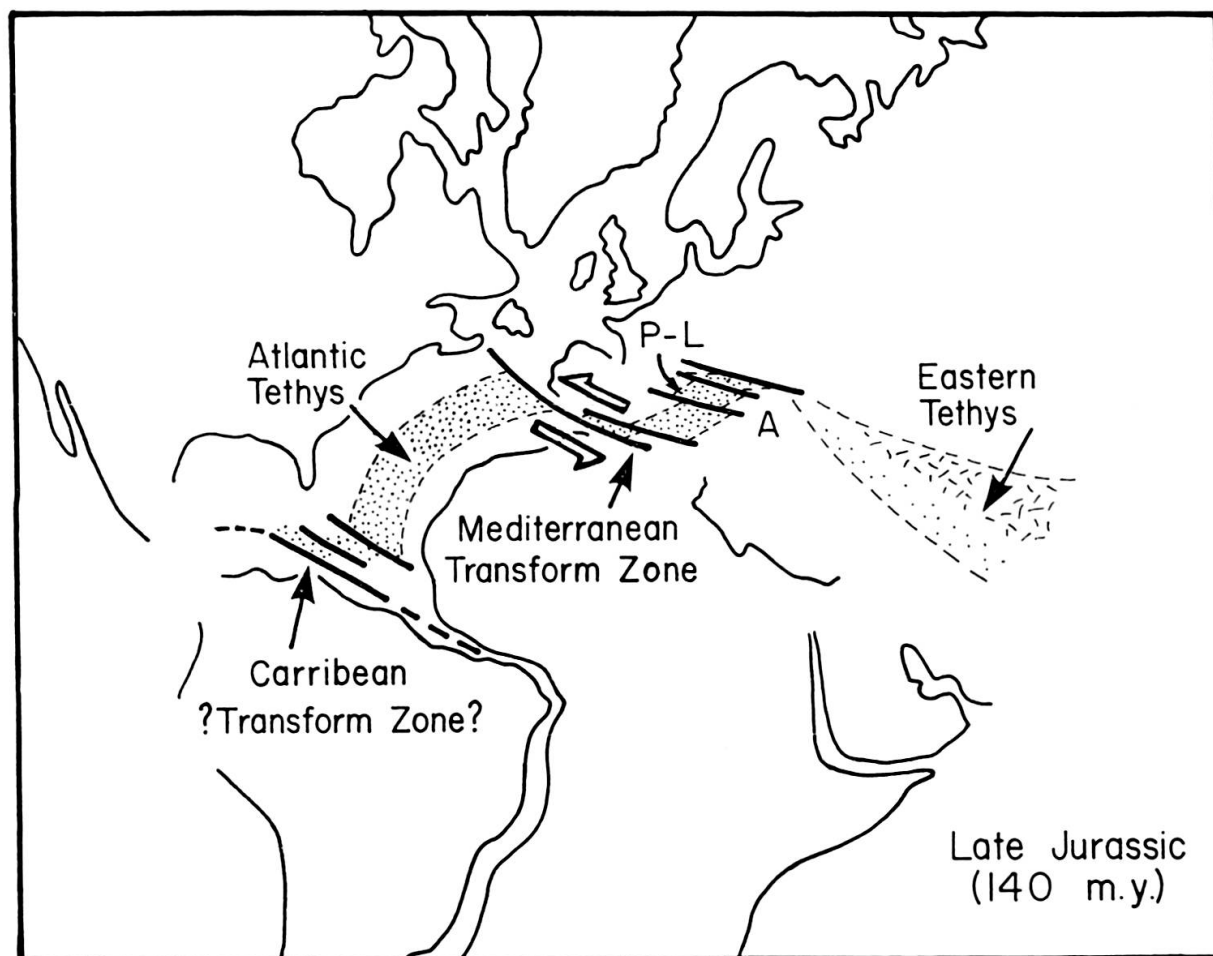 P-L
Atlantic
Tethys
Eastern
Tethys
A
Mediterranean
Transform Zone
Carribean
?Transform Zone?
Late Jurassic
(140 m.y.)